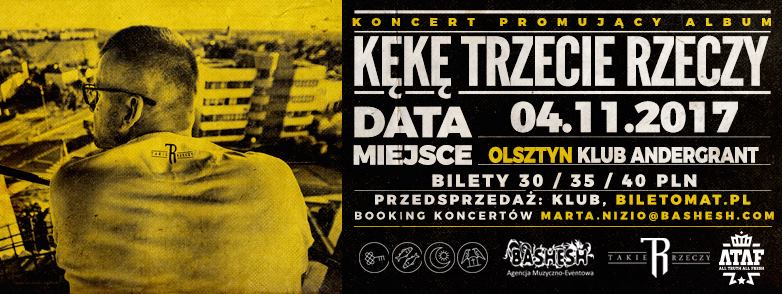 KONCERT PROMUJĄCY ALBUM
KĘKĘ TRZECIE RZECZY
DATA 04.11.2017
MIEJSCE OLSZTYN KLUB ANDERGRANT
BILETY 30 / 35 / 40 PLN
PRZEDSPRZEDAŻ: KLUB, BILETOMAT.PL
BOOKING KONCERTÓW MARTA.NIZIO@BASHESH.COM
BASHESH
Agencja Muzyczno-Eventowa
TAKIE R RZECZY
ATAF
ALL TRUTH ALL FRESH
TAKIE R RZECZY